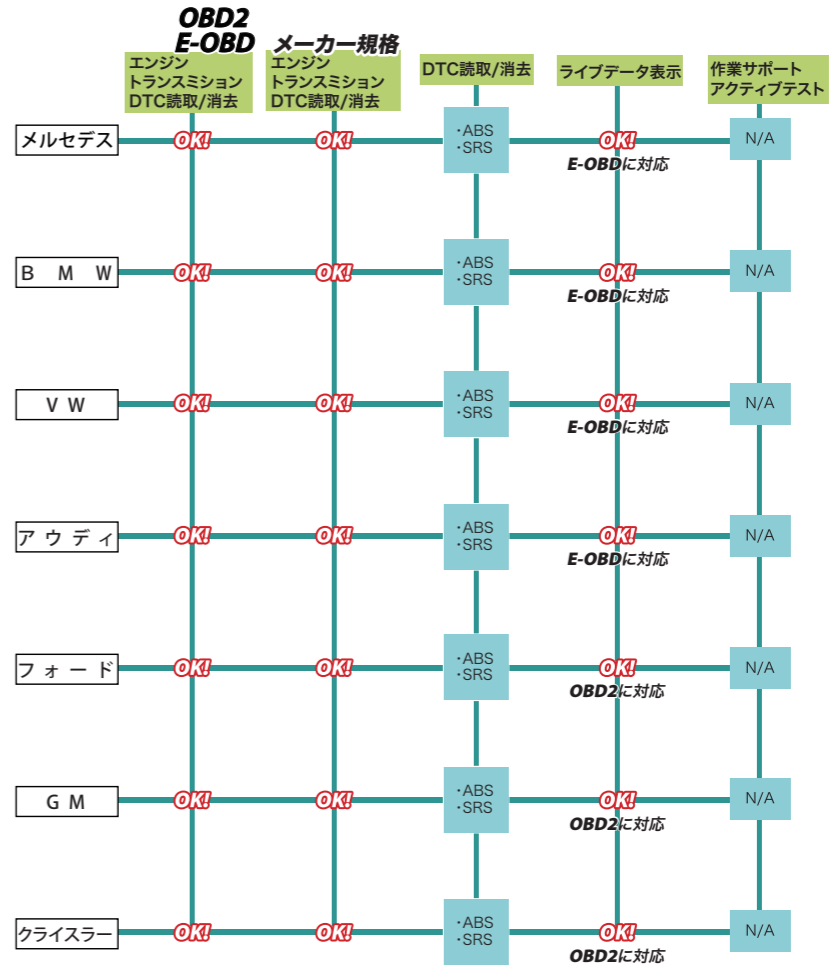 OBD2
E-OBD
メーカー規格
エンジン
トランスミション
DTC読取/消去
エンジン
トランスミション
DTC読取/消去
DTC読取/消去
ライブデータ表示
作業サポート
アクティブテスト
メルセデス
OK!
OK!
・ABS
・SRS
OK!
E-OBDに対応
N/A
B M W
OK!
OK!
・ABS
・SRS
OK!
E-OBDに対応
N/A
V W
OK!
OK!
・ABS
・SRS
OK!
E-OBDに対応
N/A
アウディ
OK!
OK!
・ABS
・SRS
OK!
E-OBDに対応
N/A
フォード
OK!
OK!
・ABS
・SRS
OK!
OBD2に対応
N/A
G M
OK!
OK!
・ABS
・SRS
OK!
OBD2に対応
N/A
クライスラー
OK!
OK!
・ABS
・SRS
OK!
OBD2に対応
N/A